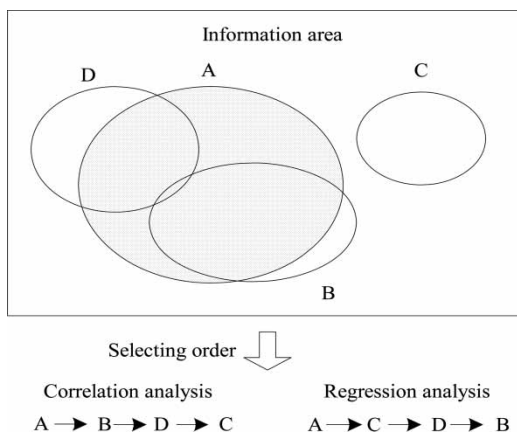 Information area
D A C
B
Selecting order
Correlation analysis Regression analysis
A → B → D → C A → C → D → B